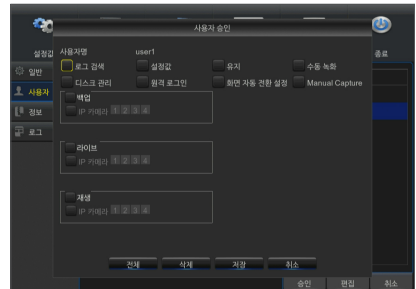 사용자 승인
설정값
종료
사용자명 user1
일반
로그 검색 설정값 유지 수동 녹화
사용자
디스크 관리 원격 로그인 화면 자동 전환 설정 Manual Capture
정보
백업
IP 카메라 1 2 3 4
로그
라이브
IP 카메라 1 2 3 4
재생
IP 카메라 1 2 3 4
전체 삭제 저장 취소
승인 편집 취소